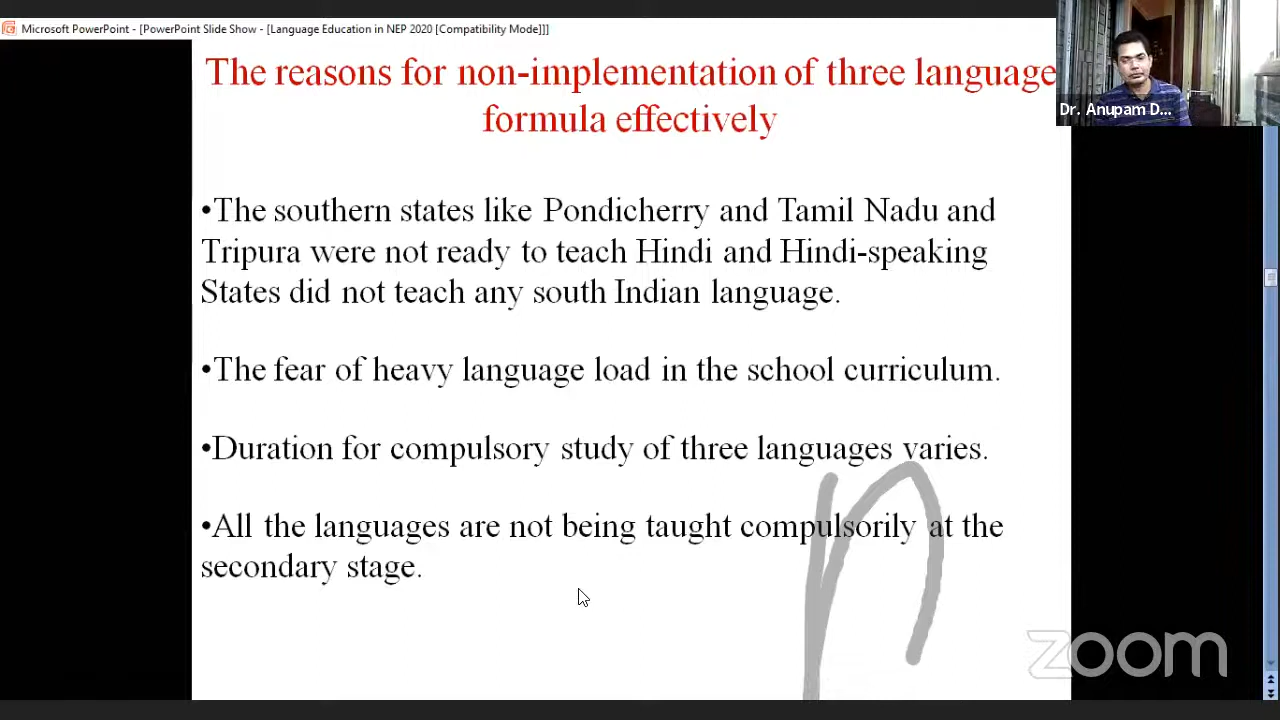 Microsoft PowerPoint - [PowerPoint Slide Show - [Language Education in NEP 2020 [Compatibility Mode]]]
The reasons for non-implementation of three language
formula effectively
Dr. Anupam D...
•The southern states like Pondicherry and Tamil Nadu and
Tripura were not ready to teach Hindi and Hindi-speaking
States did not teach any south Indian language.
•The fear of heavy language load in the school curriculum.
•Duration for compulsory study of three languages varies.
•All the languages are not being taught compulsorily at the
secondary stage.
n
zoom